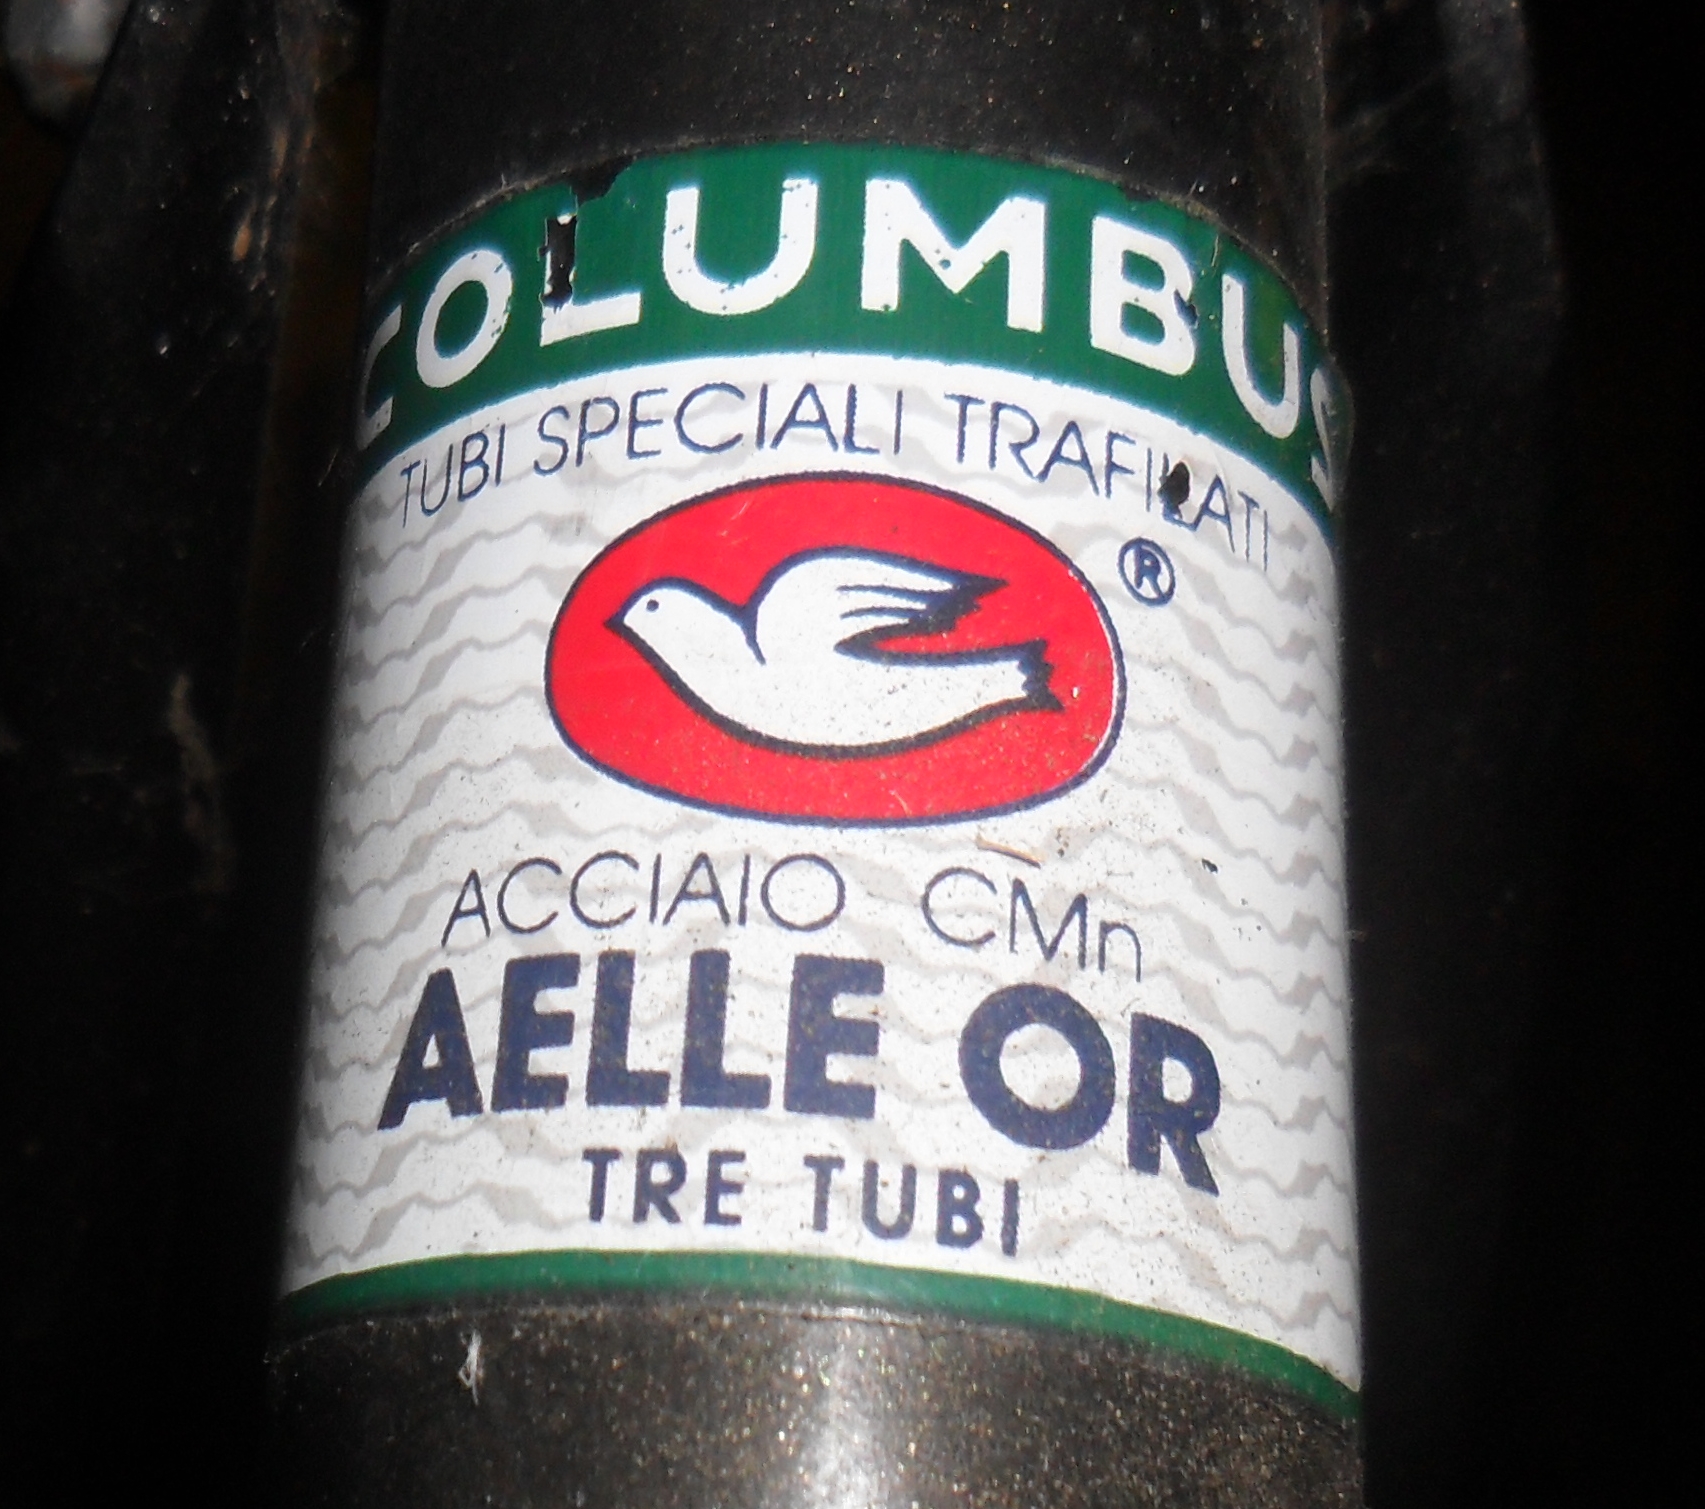 COLUMBUS
TUBI SPECIALI TRAFILATI
®
ACCIAIO CMn
AELLE OR
TRE TUBI